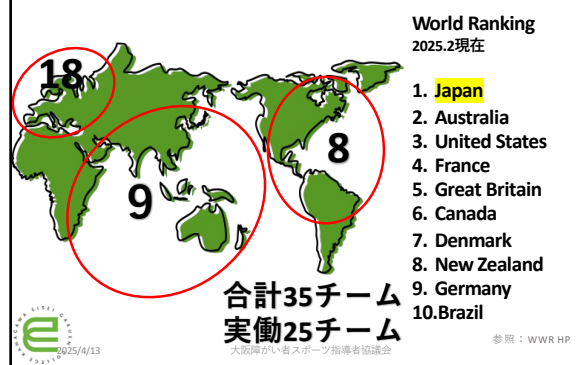 World Ranking
2025.2現在
18
9
8
1. Japan
2. Australia
3. United States
4. France
5. Great Britain
6. Canada
7. Denmark
8. New Zealand
9. Germany
10.Brazil
合計35チーム
実働25チーム
参照：WWR HP
2025/4/13
大阪障がい者スポーツ指導者協議会